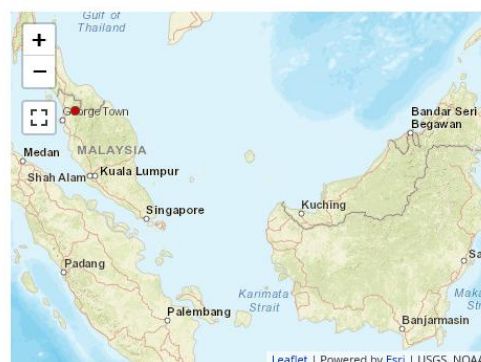 Gulf of
Thailand
+
−
George Town
MALAYSIA
Medan
Shah Alam
Kuala Lumpur
Singapore
Bandar Seri
Begawan
Kuching
Padang
Karimata
Strait
Palembang
Banjarmasin
Strait
Leaflet | Powered by Esri | USGS, NOAA